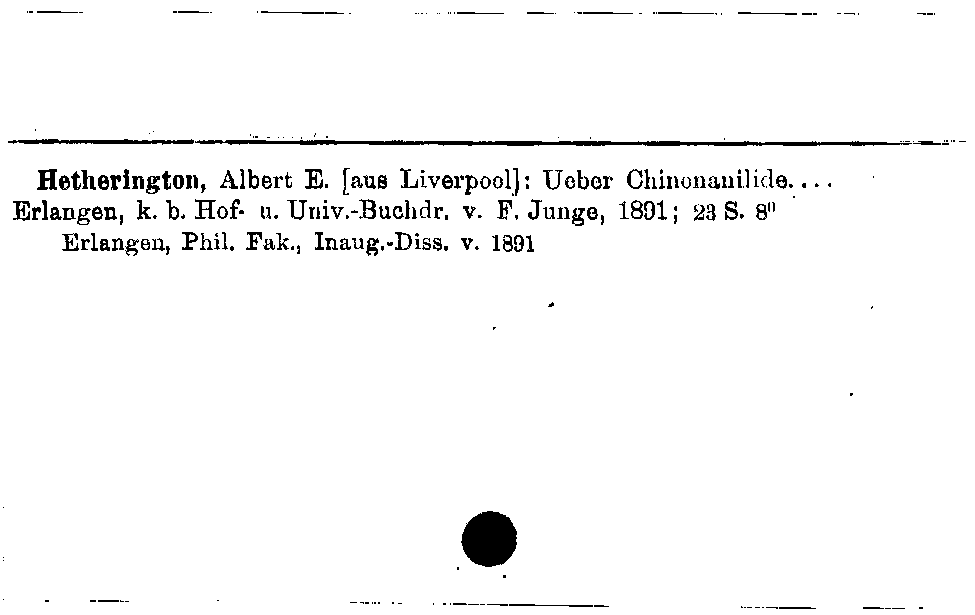 Hetherington, Albert E. [aus Liverpool]: Ueber Chinonanilide....
Erlangen, k. b. Hof- u. Univ.-Buchdr. v. F. Junge, 1891; 23 S. 8°
Erlangen, Phil. Fak., Inaug.-Diss. v. 1891